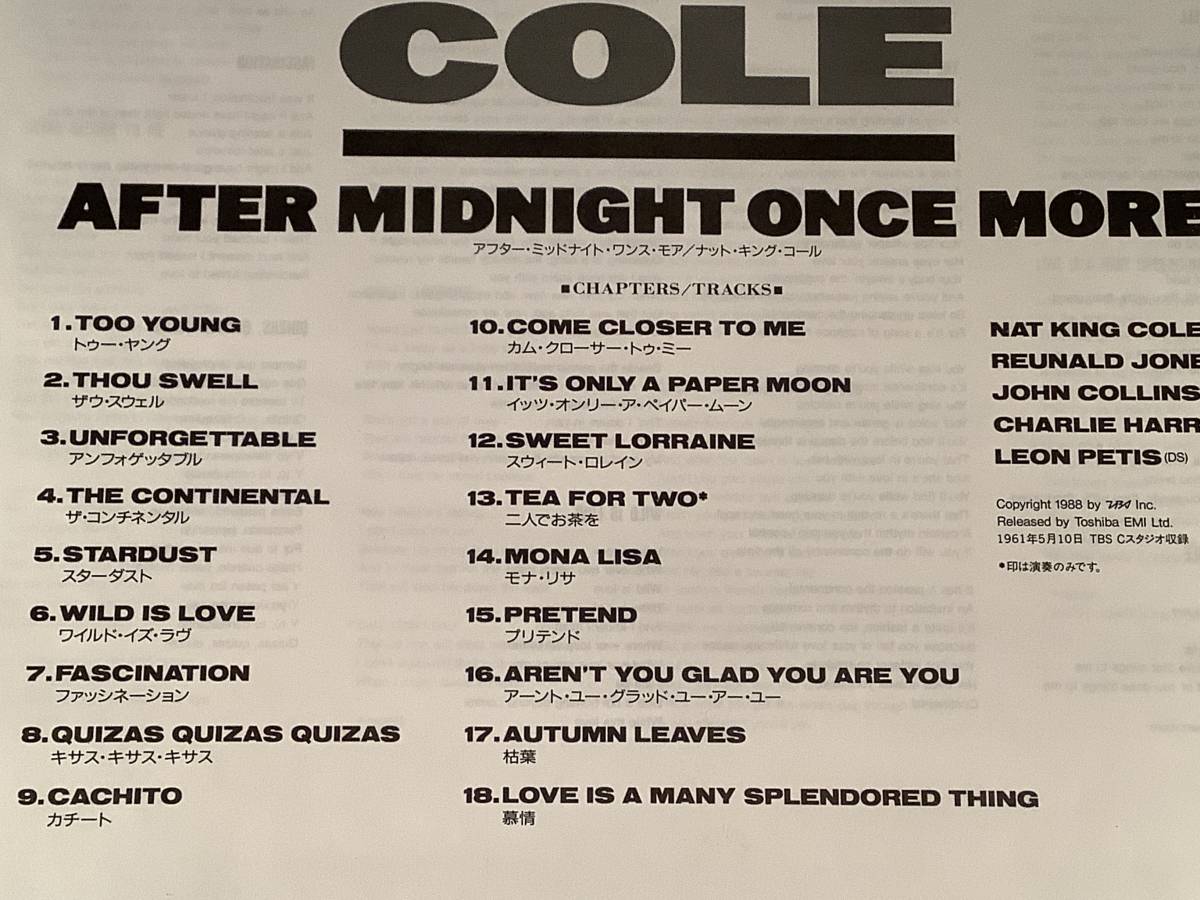 COLE
AFTER MIDNIGHT ONCE MORE
アフター・ミッドナイト・ワンス・モア/ナット・キング・コール
■CHAPTERS/TRACKS■
1.TOO YOUNG
トゥー・ヤング
2.THOU SWELL
ザウ・スウェル
3.UNFORGETTABLE
アンフォゲッタブル
4.THE CONTINENTAL
ザ・コンチネンタル
5.STARDUST
スターダスト
6.WILD IS LOVE
ワイルド・イズ・ラヴ
7.FASCINATION
ファッシネーション
8.QUIZAS QUIZAS QUIZAS
キサス・キサス・キサス
9.CACHITO
カチート
10.COME CLOSER TO ME
カム・クローサー・トゥ・ミー
11.IT'S ONLY A PAPER MOON
イッツ・オンリー・ア・ペイパー・ムーン
12.SWEET LORRAINE
スウィート・ロレイン
13.TEA FOR TWO*
二人でお茶を
14.MONA LISA
モナ・リサ
15.PRETEND
プリテンド
16.AREN'T YOU GLAD YOU ARE YOU
アーント・ユー・グラッド・ユー・アー・ユー
17.AUTUMN LEAVES
枯葉
18.LOVE IS A MANY SPLENDORED THING
慕情
NAT KING COLE
REUNALD JONE
JOHN COLLINS
CHARLIE HARR
LEON PETIS(DS)
Copyright 1988 by Inc.
Released by Toshiba EMI Ltd.
1961年5月10日 TBS Cスタジオ収録
*印は演奏のみです。